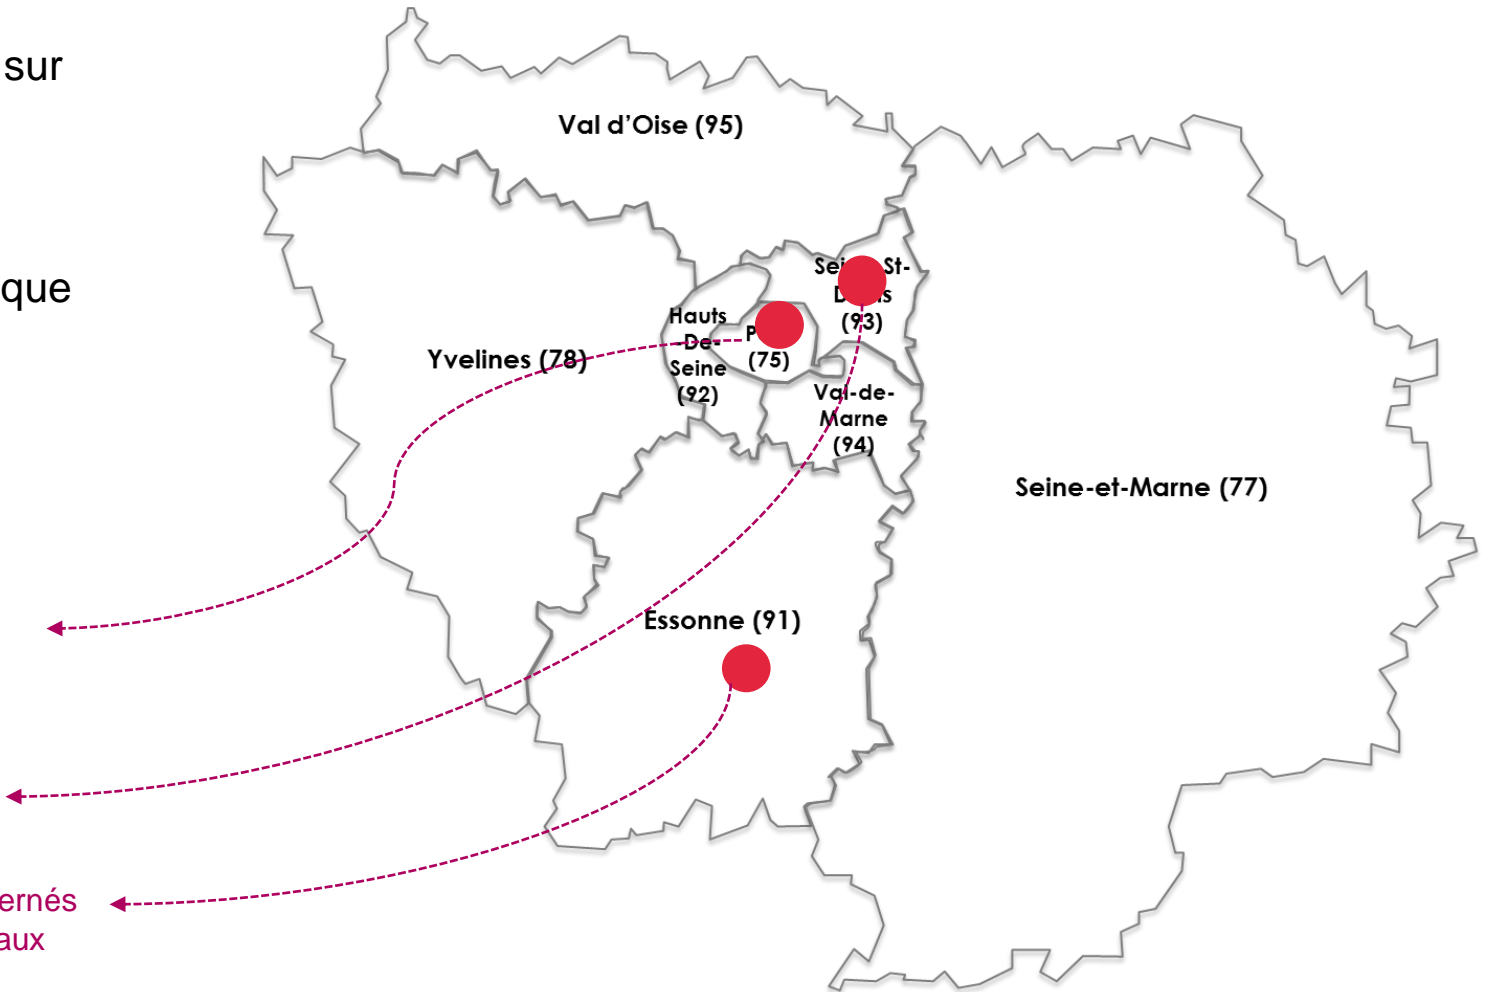 sur
Val d’Oise (95)
St-
que
(93)
Hauts
-De-
Seine
(92)
(75)
Yvelines (78)
Val-de-
Marne
(94)
Seine-et-Marne (77)
Essonne (91)
ernés
aux